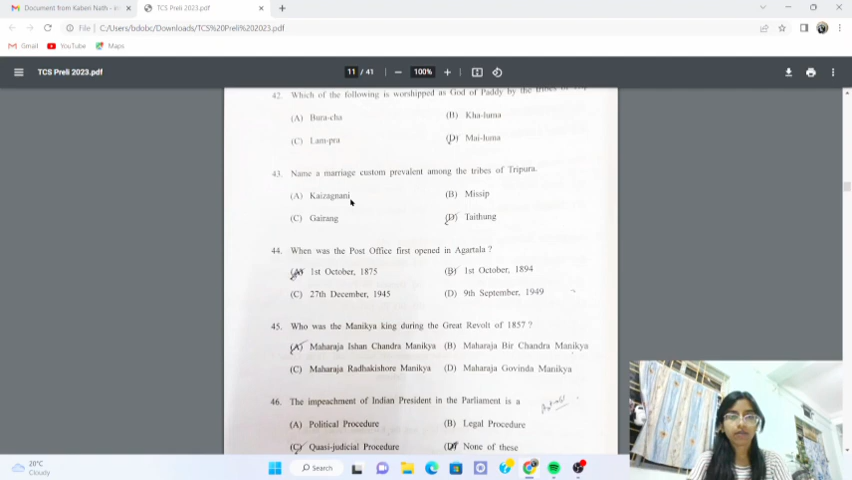 Document from Kaberi Nath - in
TCS Preli 2023.pdf
File
C:/Users/bdobc/Downloads/TCS%20Preli%202023.pdf
Gmail
YouTube
Maps
TCS Preli 2023.pdf
11 / 41
100%
42. Which of the following is worshipped as God of Paddy by the tribes of
(A) Bura-cha (B) Kha-luma
(C) Lam-pra (D) Mai-luma
43. Name a marriage custom prevalent among the tribes of Tripura.
(A) Kaizagnani (B) Missip
(C) Gairang (D) Taithung
44. When was the Post Office first opened in Agartala ?
(A) 1st October, 1875 (B) 1st October, 1894
(C) 27th December, 1945 (D) 9th September, 1949
45. Who was the Manikya king during the Great Revolt of 1857 ?
(A) Maharaja Ishan Chandra Manikya (B) Maharaja Bir Chandra Manikya
(C) Maharaja Radhakishore Manikya (D) Maharaja Govinda Manikya
46. The impeachment of Indian President in the Parliament is a
(A) Political Procedure (B) Legal Procedure
(C) Quasi-judicial Procedure (D) None of these
20°C
Cloudy
Search